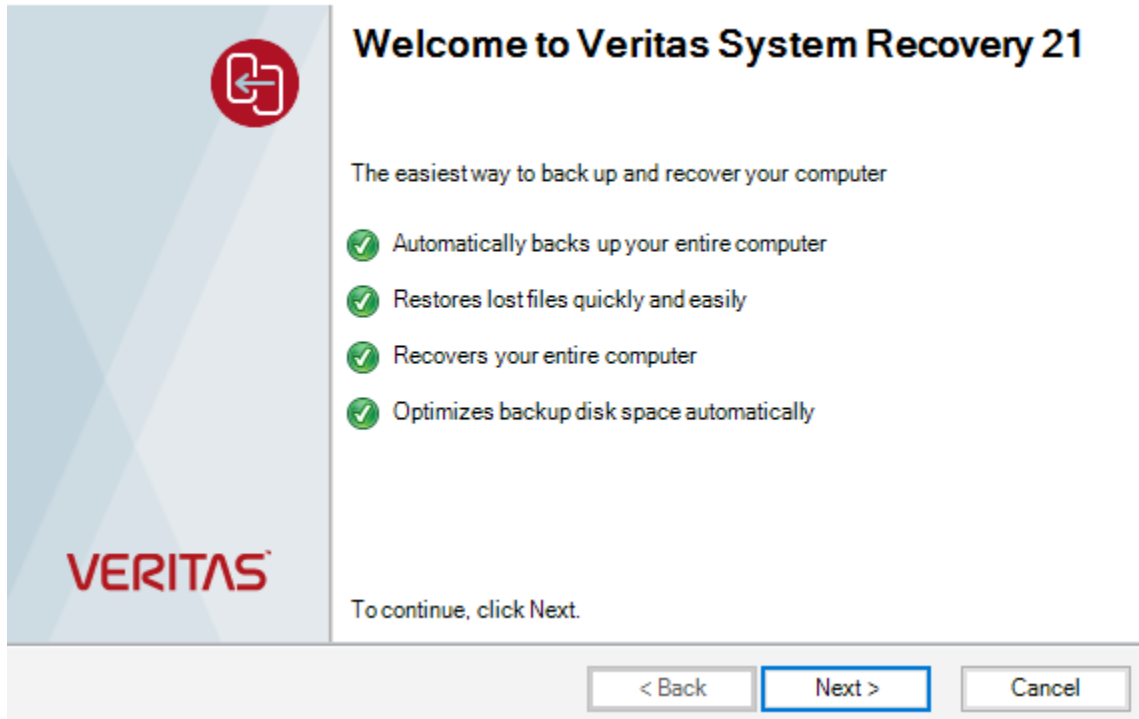 Welcome to Veritas System Recovery 21
The easiest way to back up and recover your computer
Automatically backs up your entire computer
Restores lost files quickly and easily
Recovers your entire computer
Optimizes backup disk space automatically
VERITAS
To continue, click Next.
< Back
Next >
Cancel